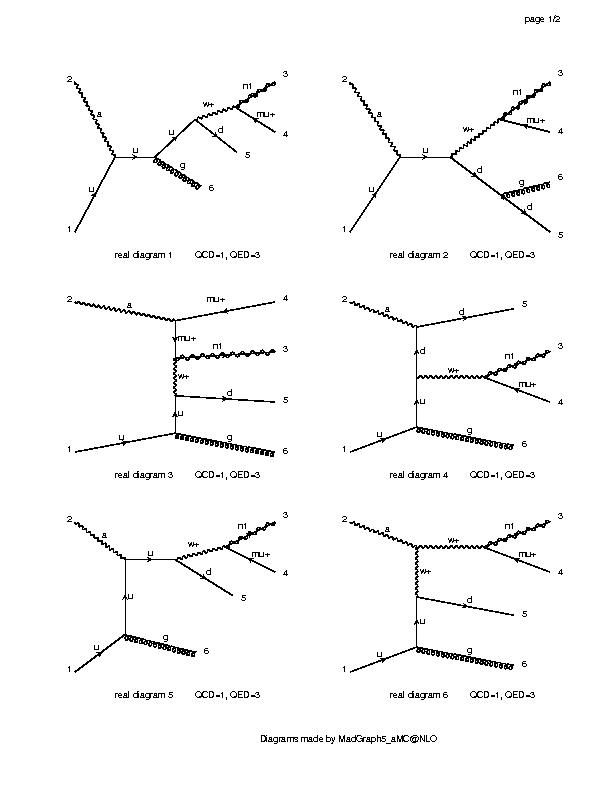 page 1/2
2
a
u
1
u
u
w+
n1
3
mu+
4
d
5
g
6
real diagram 1 QCD=1, QED=3
2
a
u
1
u
w+
n1
3
mu+
4
d
g
6
d
5
real diagram 2 QCD=1, QED=3
2
a
mu+
4
mu+
n1
3
w+
d
5
u
1
u
g
6
real diagram 3 QCD=1, QED=3
2
a
d
5
d
w+
n1
3
mu+
4
u
1
u
g
6
real diagram 4 QCD=1, QED=3
2
a
u
w+
n1
3
mu+
4
d
5
u
1
u
g
6
real diagram 5 QCD=1, QED=3
2
a
w+
n1
3
mu+
4
w+
d
5
u
1
u
g
6
real diagram 6 QCD=1, QED=3
Diagrams made by MadGraph5_aMC@NLO